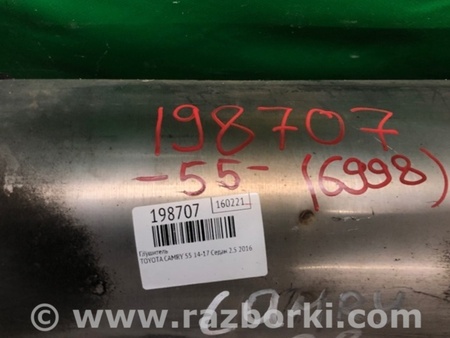 198707
-55- (6998)
198707 160221
Глушитель
TOYOTA CAMRY 55 14-17 Седан 2.5 2016
www.razborki.com